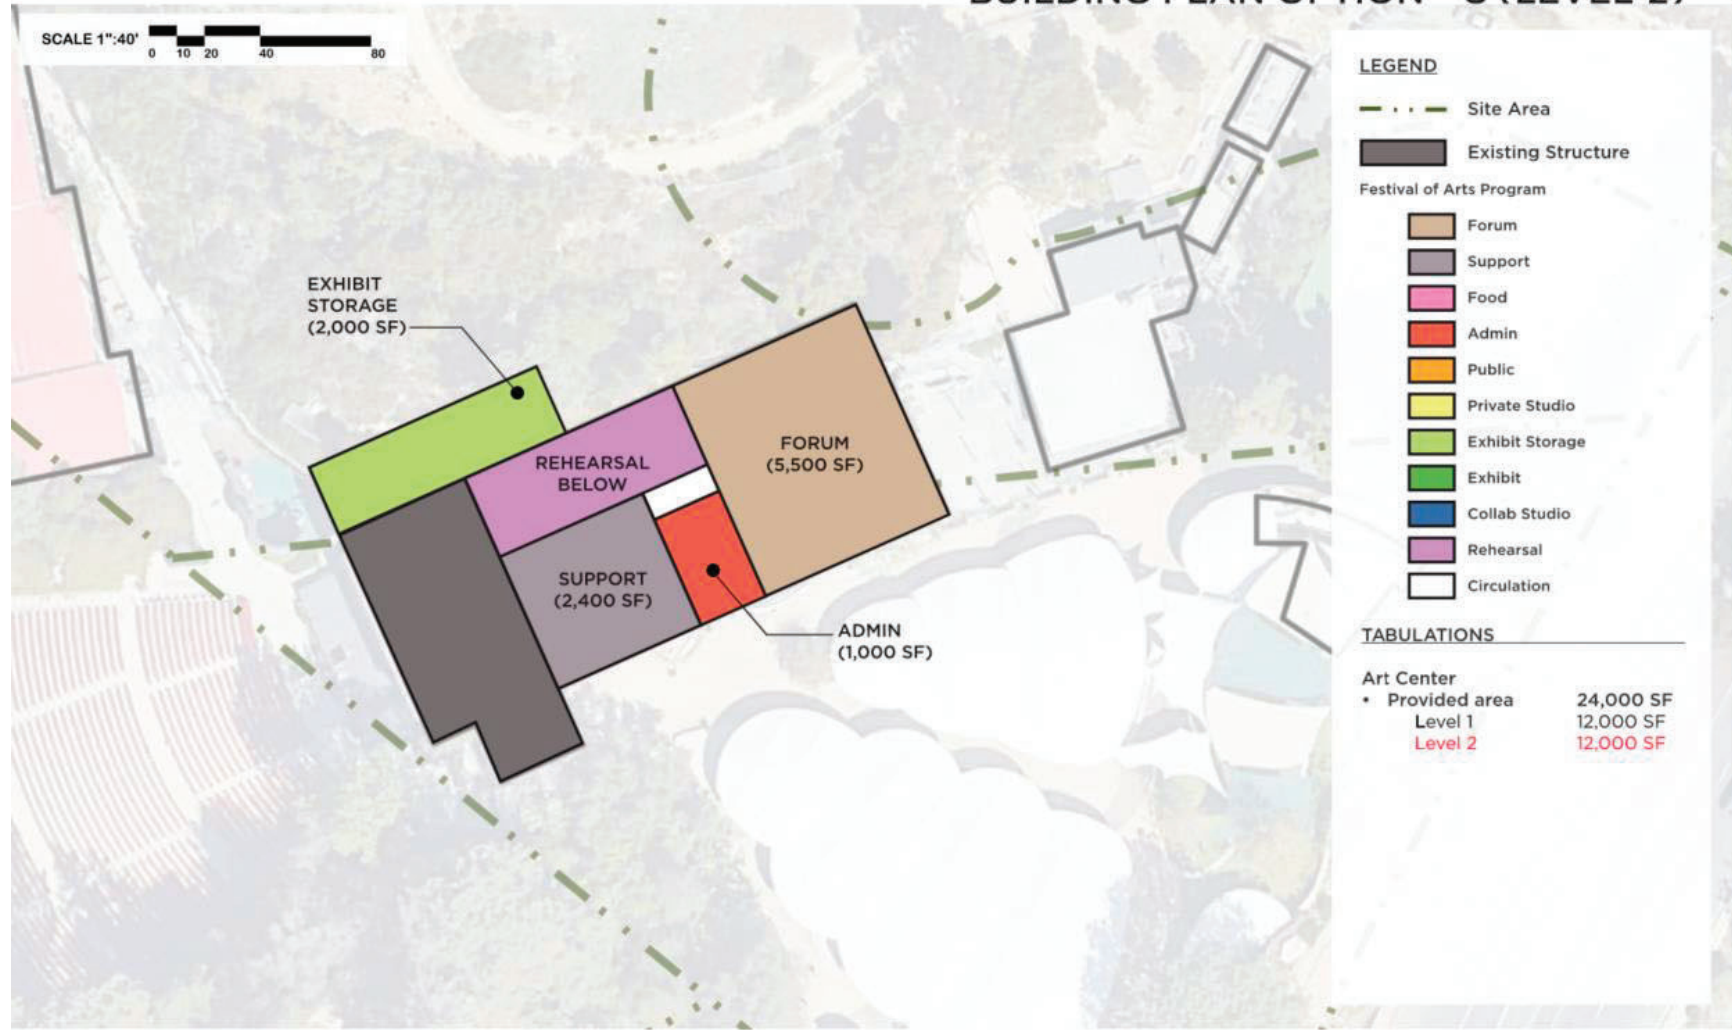 SCALE 1":40'
0 10 20 40 80
LEGEND
Site Area
Existing Structure
Festival of Arts Program
Forum
Support
Food
Admin
Public
Private Studio
Exhibit Storage
Exhibit
Collab Studio
Rehearsal
Circulation
TABULATIONS
Art Center
• Provided area 24,000 SF
Level 1 12,000 SF
Level 2 12,000 SF
EXHIBIT
STORAGE
(2,000 SF)
REHEARSAL
BELOW
FORUM
(5,500 SF)
SUPPORT
(2,400 SF)
ADMIN
(1,000 SF)